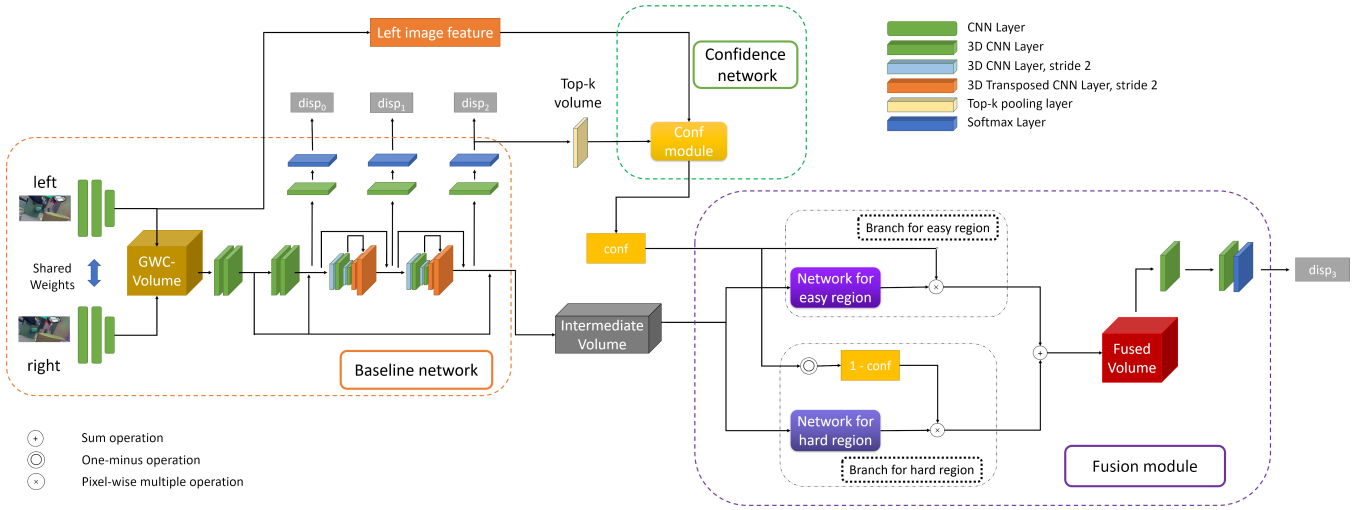 Left image feature
Confidence
network
CNN Layer
3D CNN Layer
3D CNN Layer, stride 2
3D Transposed CNN Layer, stride 2
Top-k pooling layer
Softmax Layer
Top-k
volume
disp0
disp1
disp2
Conf
module
left
Shared
Weights
right
GWC-
Volume
Baseline network
conf
Intermediate
Volume
Branch for easy region
Network for
easy region
1 - conf
Network for
hard region
Branch for hard region
Fused
Volume
disp3
Fusion module
Sum operation
One-minus operation
Pixel-wise multiple operation